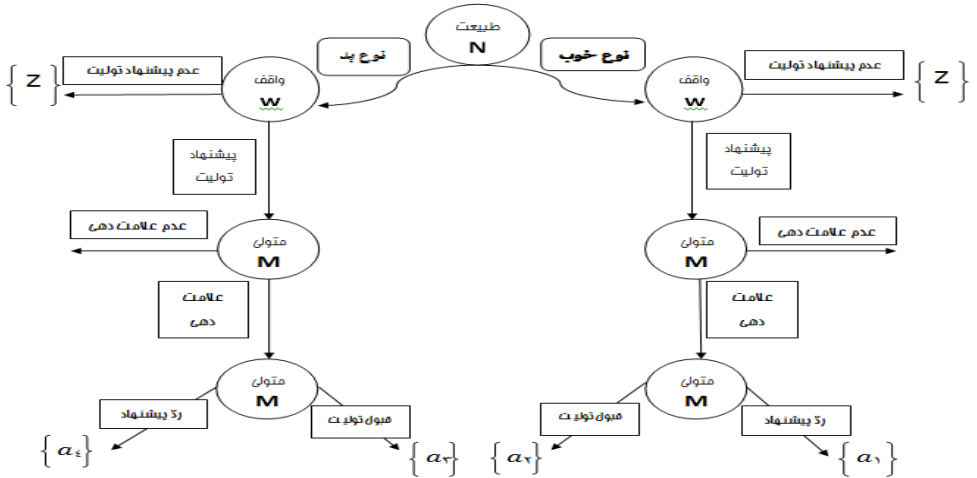 طبیعت
N
نوع خوب
نوع بد
واقف
w
عدم پیشنهاد تولیت
{ Z }
واقف
w
عدم پیشنهاد تولیت
{ Z }
پیشنهاد
تولیت
پیشنهاد
تولیت
متولی
M
عدم علامت دهی
متولی
M
عدم علامت دهی
علامت
دهی
علامت
دهی
متولی
M
ردّ پیشنهاد
قبول تولیت
متولی
M
قبول تولیت
ردّ پیشنهاد
{ a۱ }
{ a۲ }
{ a۳ }
{ a٤ }